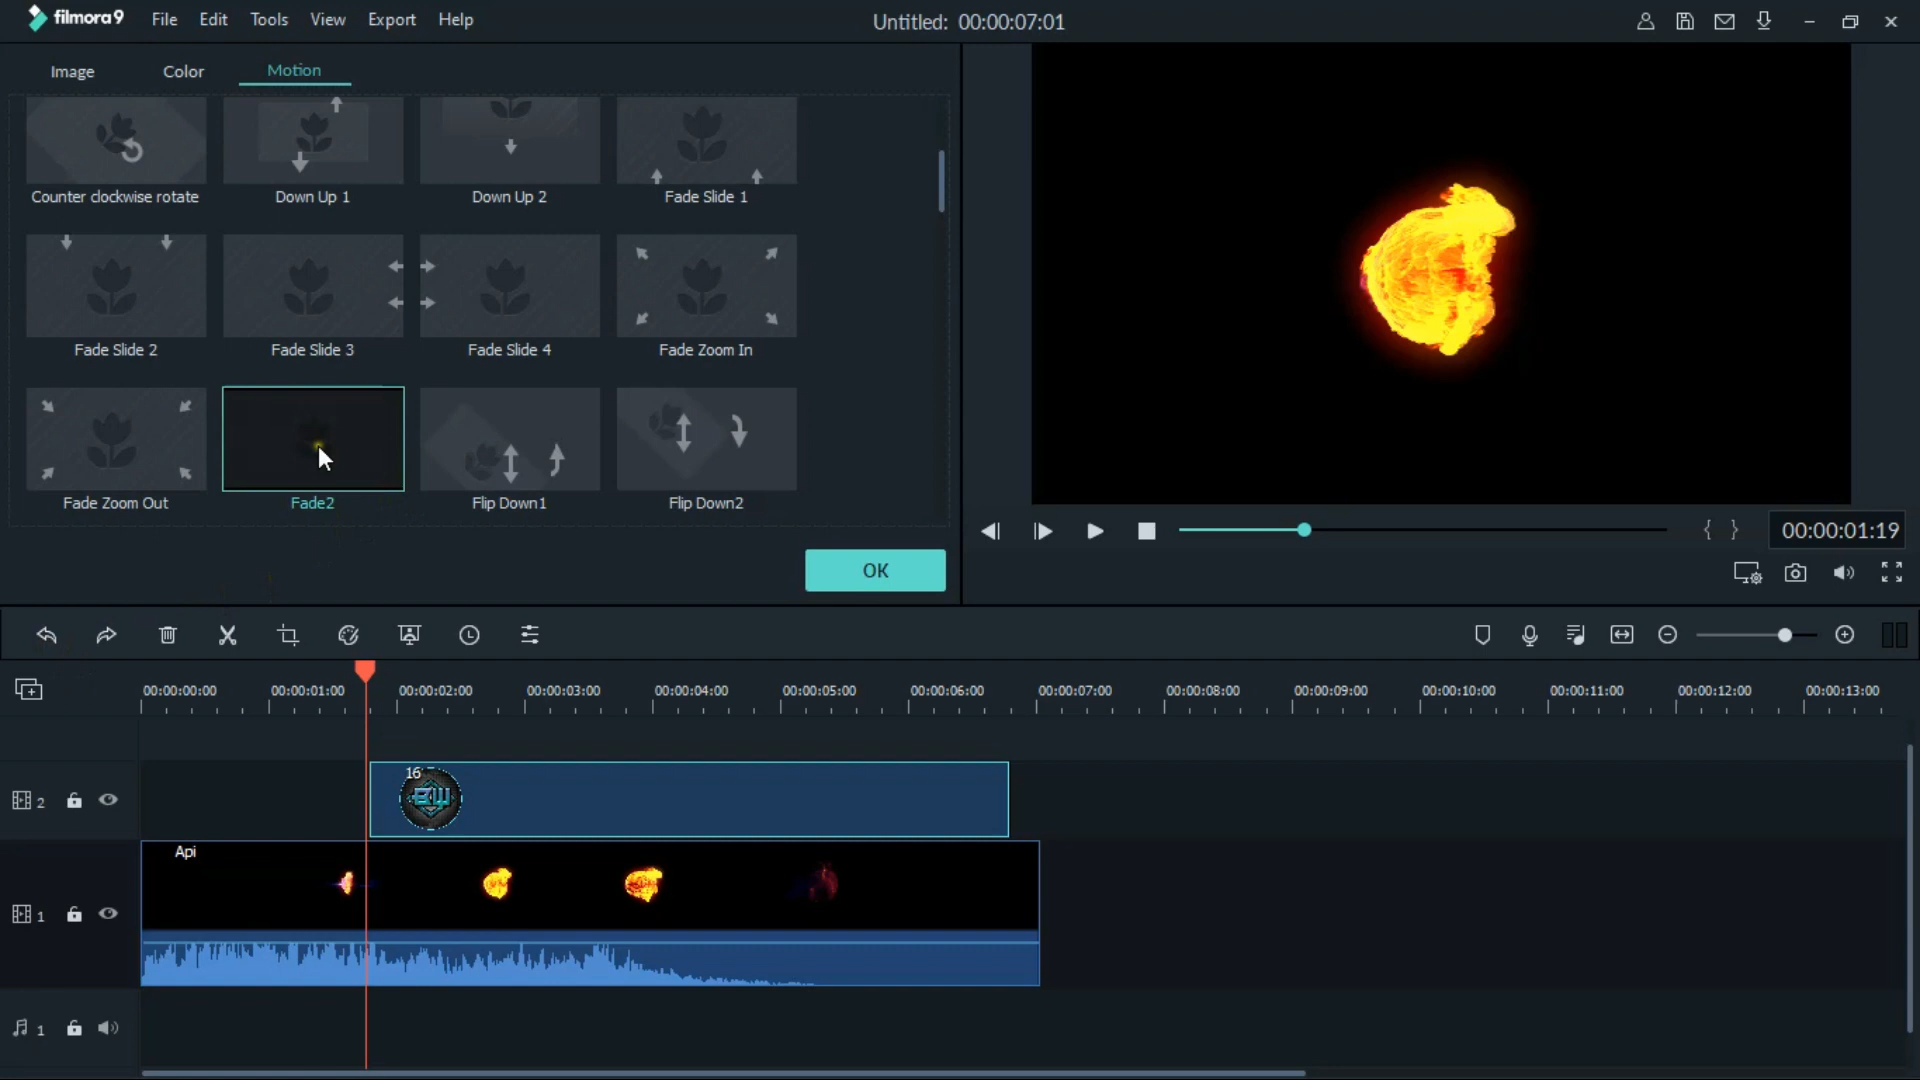 filmora9 File Edit Tools View Export Help Untitled: 00:00:07:01
Image Color Motion
Counter clockwise rotate Down Up 1 Down Up 2 Fade Slide 1
Fade Slide 2 Fade Slide 3 Fade Slide 4 Fade Zoom In
Fade Zoom Out Fade2 Flip Down1 Flip Down2
{ } 00:00:01:19
OK
00:00:00:00 00:00:01:00 00:00:02:00 00:00:03:00 00:00:04:00 00:00:05:00 00:00:06:00 00:00:07:00 00:00:08:00 00:00:09:00 00:00:10:00 00:00:11:00 00:00:12:00 00:00:13:00
16
2
Api
1
1